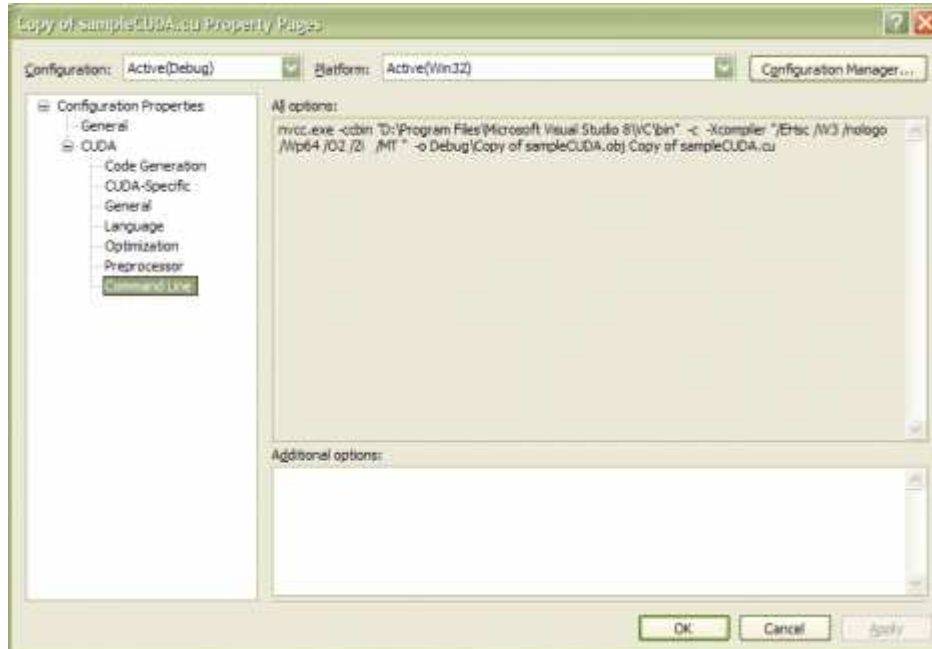 Copy of sampleCUDA.cu Property Pages
Configuration: Active(Debug) Platform: Active(Win32) Configuration Manager...
Configuration Properties
General
CUDA
Code Generation
CUDA-Specific
General
Language
Optimization
Preprocessor
Command Line
All options:
nvcc.exe -ccbin "D:\Program Files\Microsoft Visual Studio 8\VC\bin" -c -Xcompiler "/EHsc /W3 /nologo
/Wp64 /O2 /Zi /MT " -o Debug\Copy of sampleCUDA.obj Copy of sampleCUDA.cu
Additional options:
OK Cancel Apply